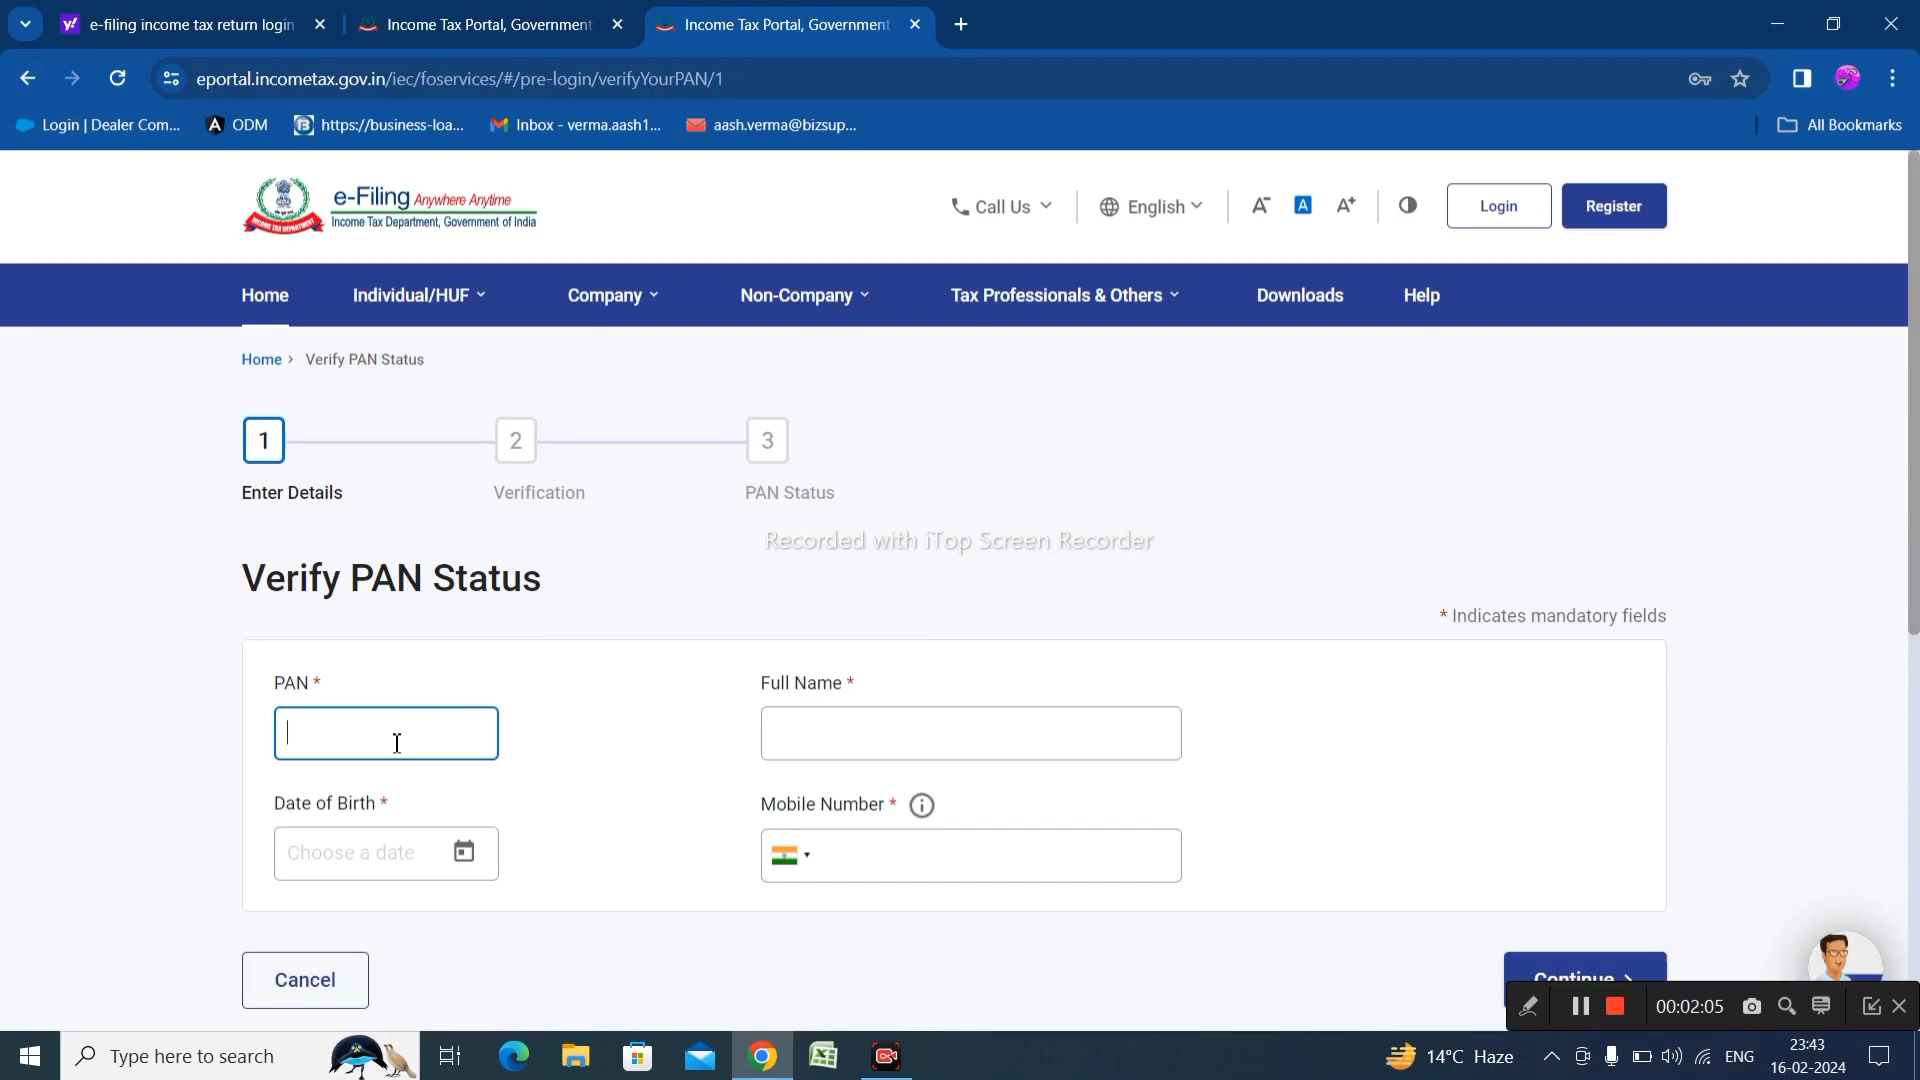 e-filing income tax return login
Income Tax Portal, Government
Income Tax Portal, Government
eportal.incometax.gov.in/iec/foservices/#/pre-login/verifyYourPAN/1
Login | Dealer Com...
ODM
https://business-loa...
Inbox - verma.aash1...
aash.verma@bizsup...
All Bookmarks
e-Filing Anywhere Anytime
Income Tax Department, Government of India
Call Us
English
A-
A
A+
Login
Register
Home
Individual/HUF
Company
Non-Company
Tax Professionals & Others
Downloads
Help
Home > Verify PAN Status
1
2
3
Enter Details
Verification
PAN Status
Recorded with iTop Screen Recorder
Verify PAN Status
* Indicates mandatory fields
PAN *
Full Name *
Date of Birth *
Mobile Number *
Choose a date
Cancel
Continue >
00:02:05
Type here to search
14°C Haze
ENG
23:43
16-02-2024